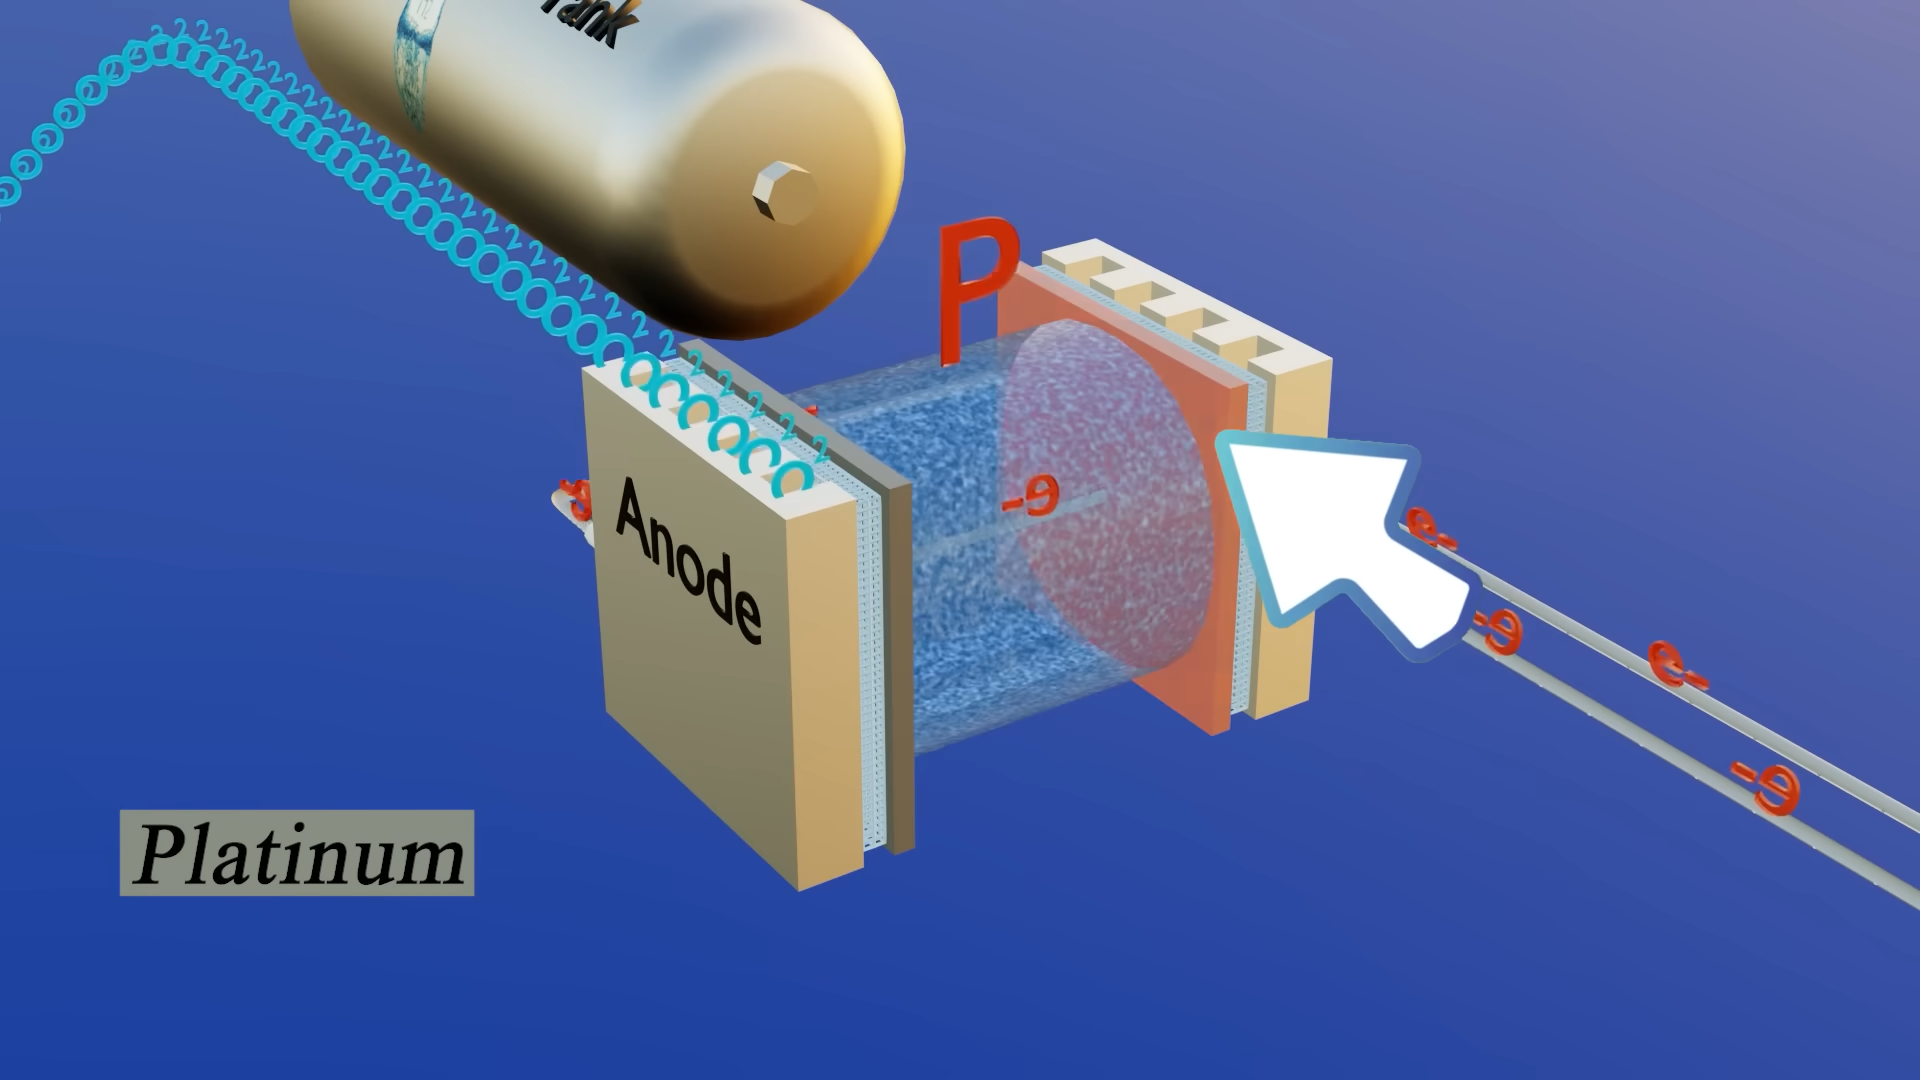 Tank
P
Anode
-e
e-
-e
e-
-e
Platinum